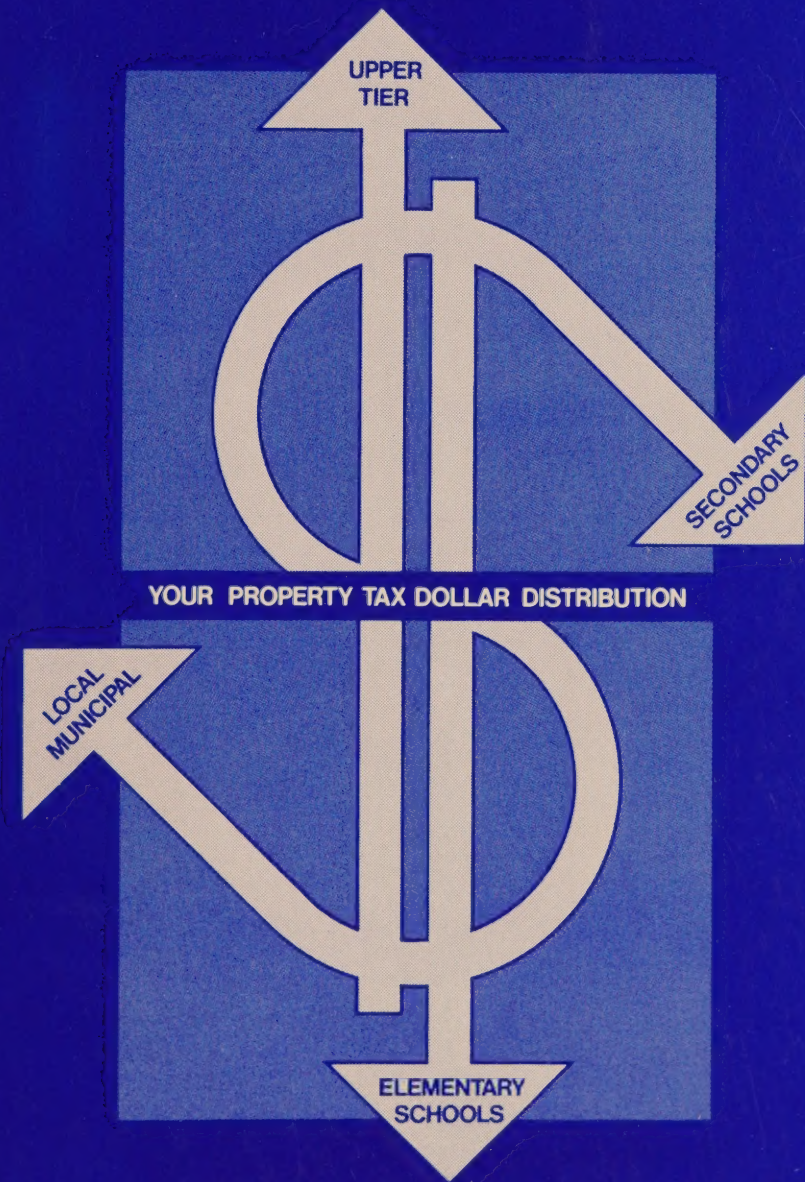 UPPER
TIER
SECONDARY
SCHOOLS
YOUR PROPERTY TAX DOLLAR DISTRIBUTION
LOCAL
MUNICIPAL
ELEMENTARY
SCHOOLS